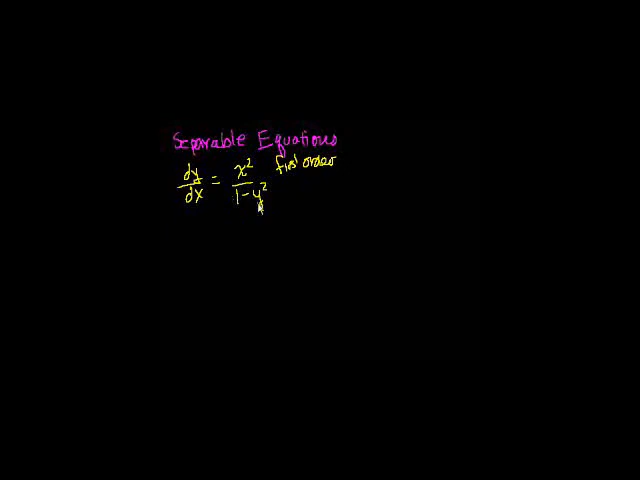 Separable Equations
first order
dy/dx = x²/(1-y²)